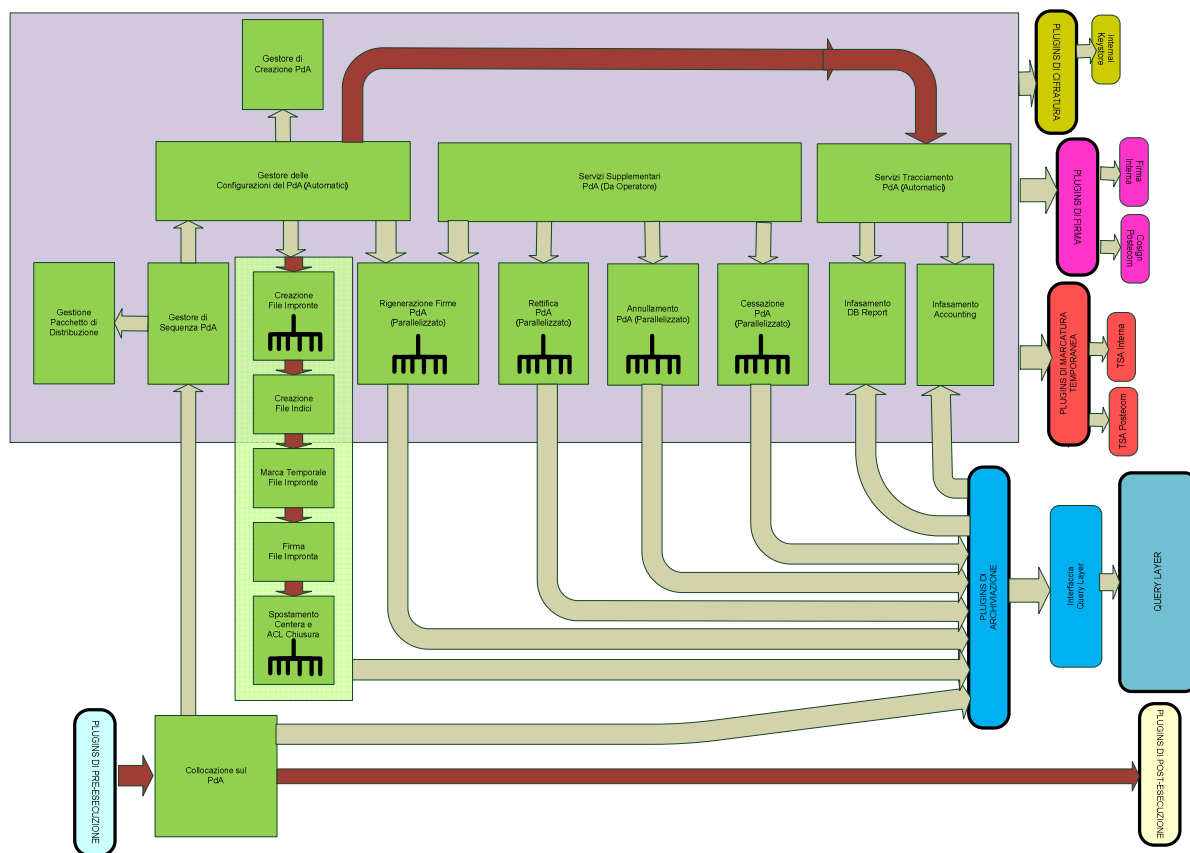 Gestore di
Creazione PdA
PLUGINS DI CIFRATURA
Internal
Keystore
Gestore delle
Configurazioni del PdA (Automatici)
Servizi Supplementari
PdA (Da Operatore)
Servizi Tracciamento
PdA (Automatici)
PLUGINS DI FIRMA
Firma
Interna
Cosign
Postecom
Gestione
Pacchetto di
Distribuzione
Gestore di
Sequenza PdA
Creazione
File Impronte
Rigenerazione Firme
PdA
(Parallelizzato)
Rettifica
PdA
(Parallelizzato)
Annullamento
PdA (Parallelizzato)
Cessazione
PdA
(Parallelizzato)
Infasamento
DB Report
Infasamento
Accounting
PLUGINS DI MARCATURA
TEMPORANEA
TSA Interna
TSA Postecom
Creazione
File Indici
Marca Temporale
File Impronte
Firma
File Impronta
Spostamento
Centera e
ACL Chiusura
PLUGINS DI
ARCHIVIAZIONE
Interfaccia
Query Layer
QUERY LAYER
PLUGINS DI PRE-ESECUZIONE
Collocazione sul
PdA
PLUGINS DI POST-ESECUZIONE